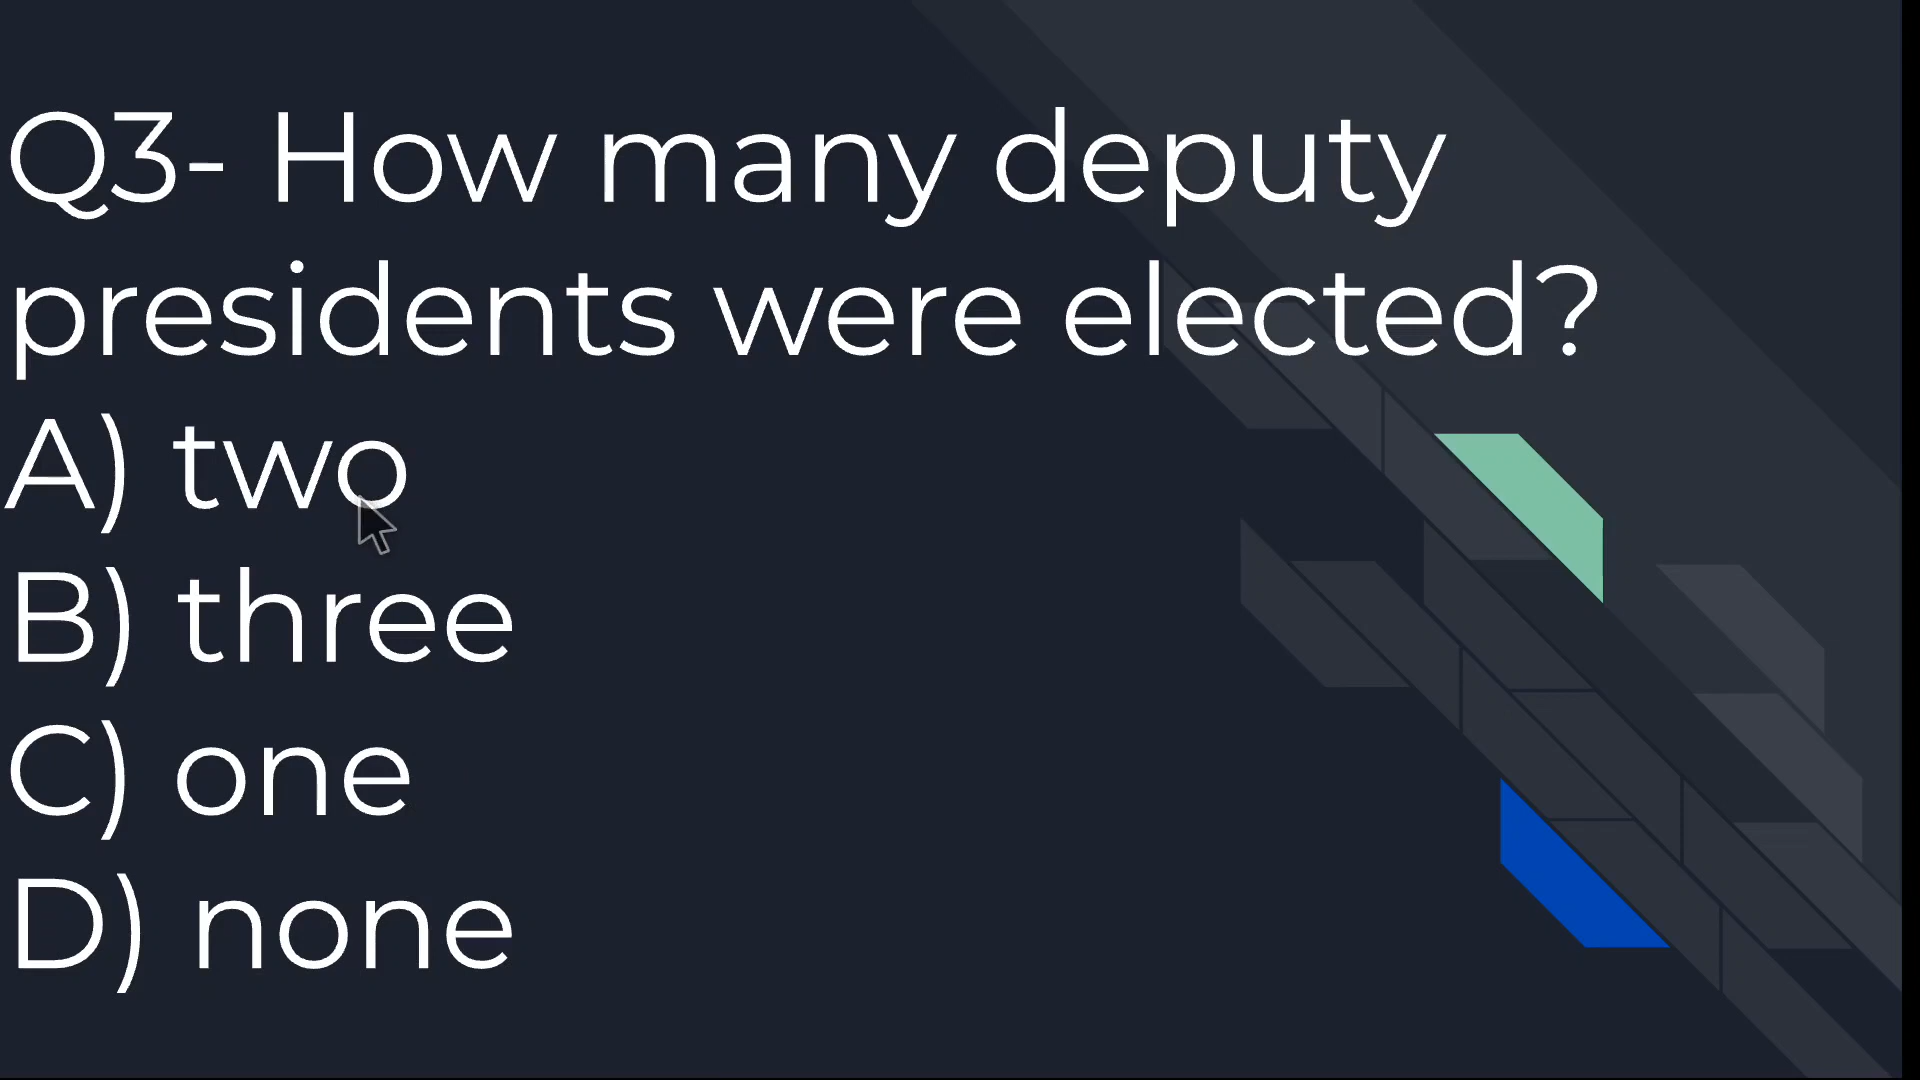 Q3- How many deputy
presidents were elected?
A) two
B) three
C) one
D) none